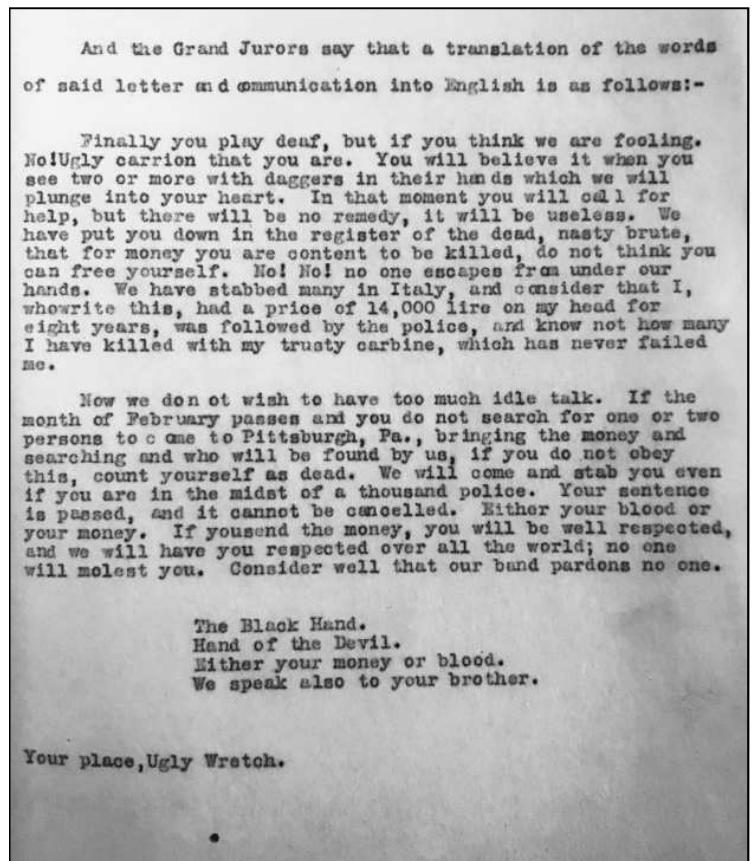 And the Grand Jurors say that a translation of the words
of said letter and communication into English is as follows:-
Finally you play deaf, but if you think we are fooling.
No!Ugly carrion that you are. You will believe it when you
see two or more with daggers in their hands which we will
plunge into your heart. In that moment you will call for
help, but there will be no remedy, it will be useless. We
have put you down in the register of the dead, nasty brute,
that for money you are content to be killed, do not think you
can free yourself. No! No! no one escapes from under our
hands. We have stabbed many in Italy, and consider that I,
whowrite this, had a price of 14,000 lire on my head for
eight years, was followed by the police, and know not how many
I have killed with my trusty carbine, which has never failed
me.
Now we don ot wish to have too much idle talk. If the
month of February passes and you do not search for one or two
persons to c ome to Pittsburgh, Pa., bringing the money and
searching and who will be found by us, if you do not obey
this, count yourself as dead. We will come and stab you even
if you are in the midst of a thousand police. Your sentence
is passed, and it cannot be cancelled. Either your blood or
your money. If yousend the money, you will be well respected,
and we will have you respected over all the world; no one
will molest you. Consider well that our band pardons no one.
The Black Hand.
Hand of the Devil.
Either your money or blood.
We speak also to your brother.
Your place,Ugly Wretch.